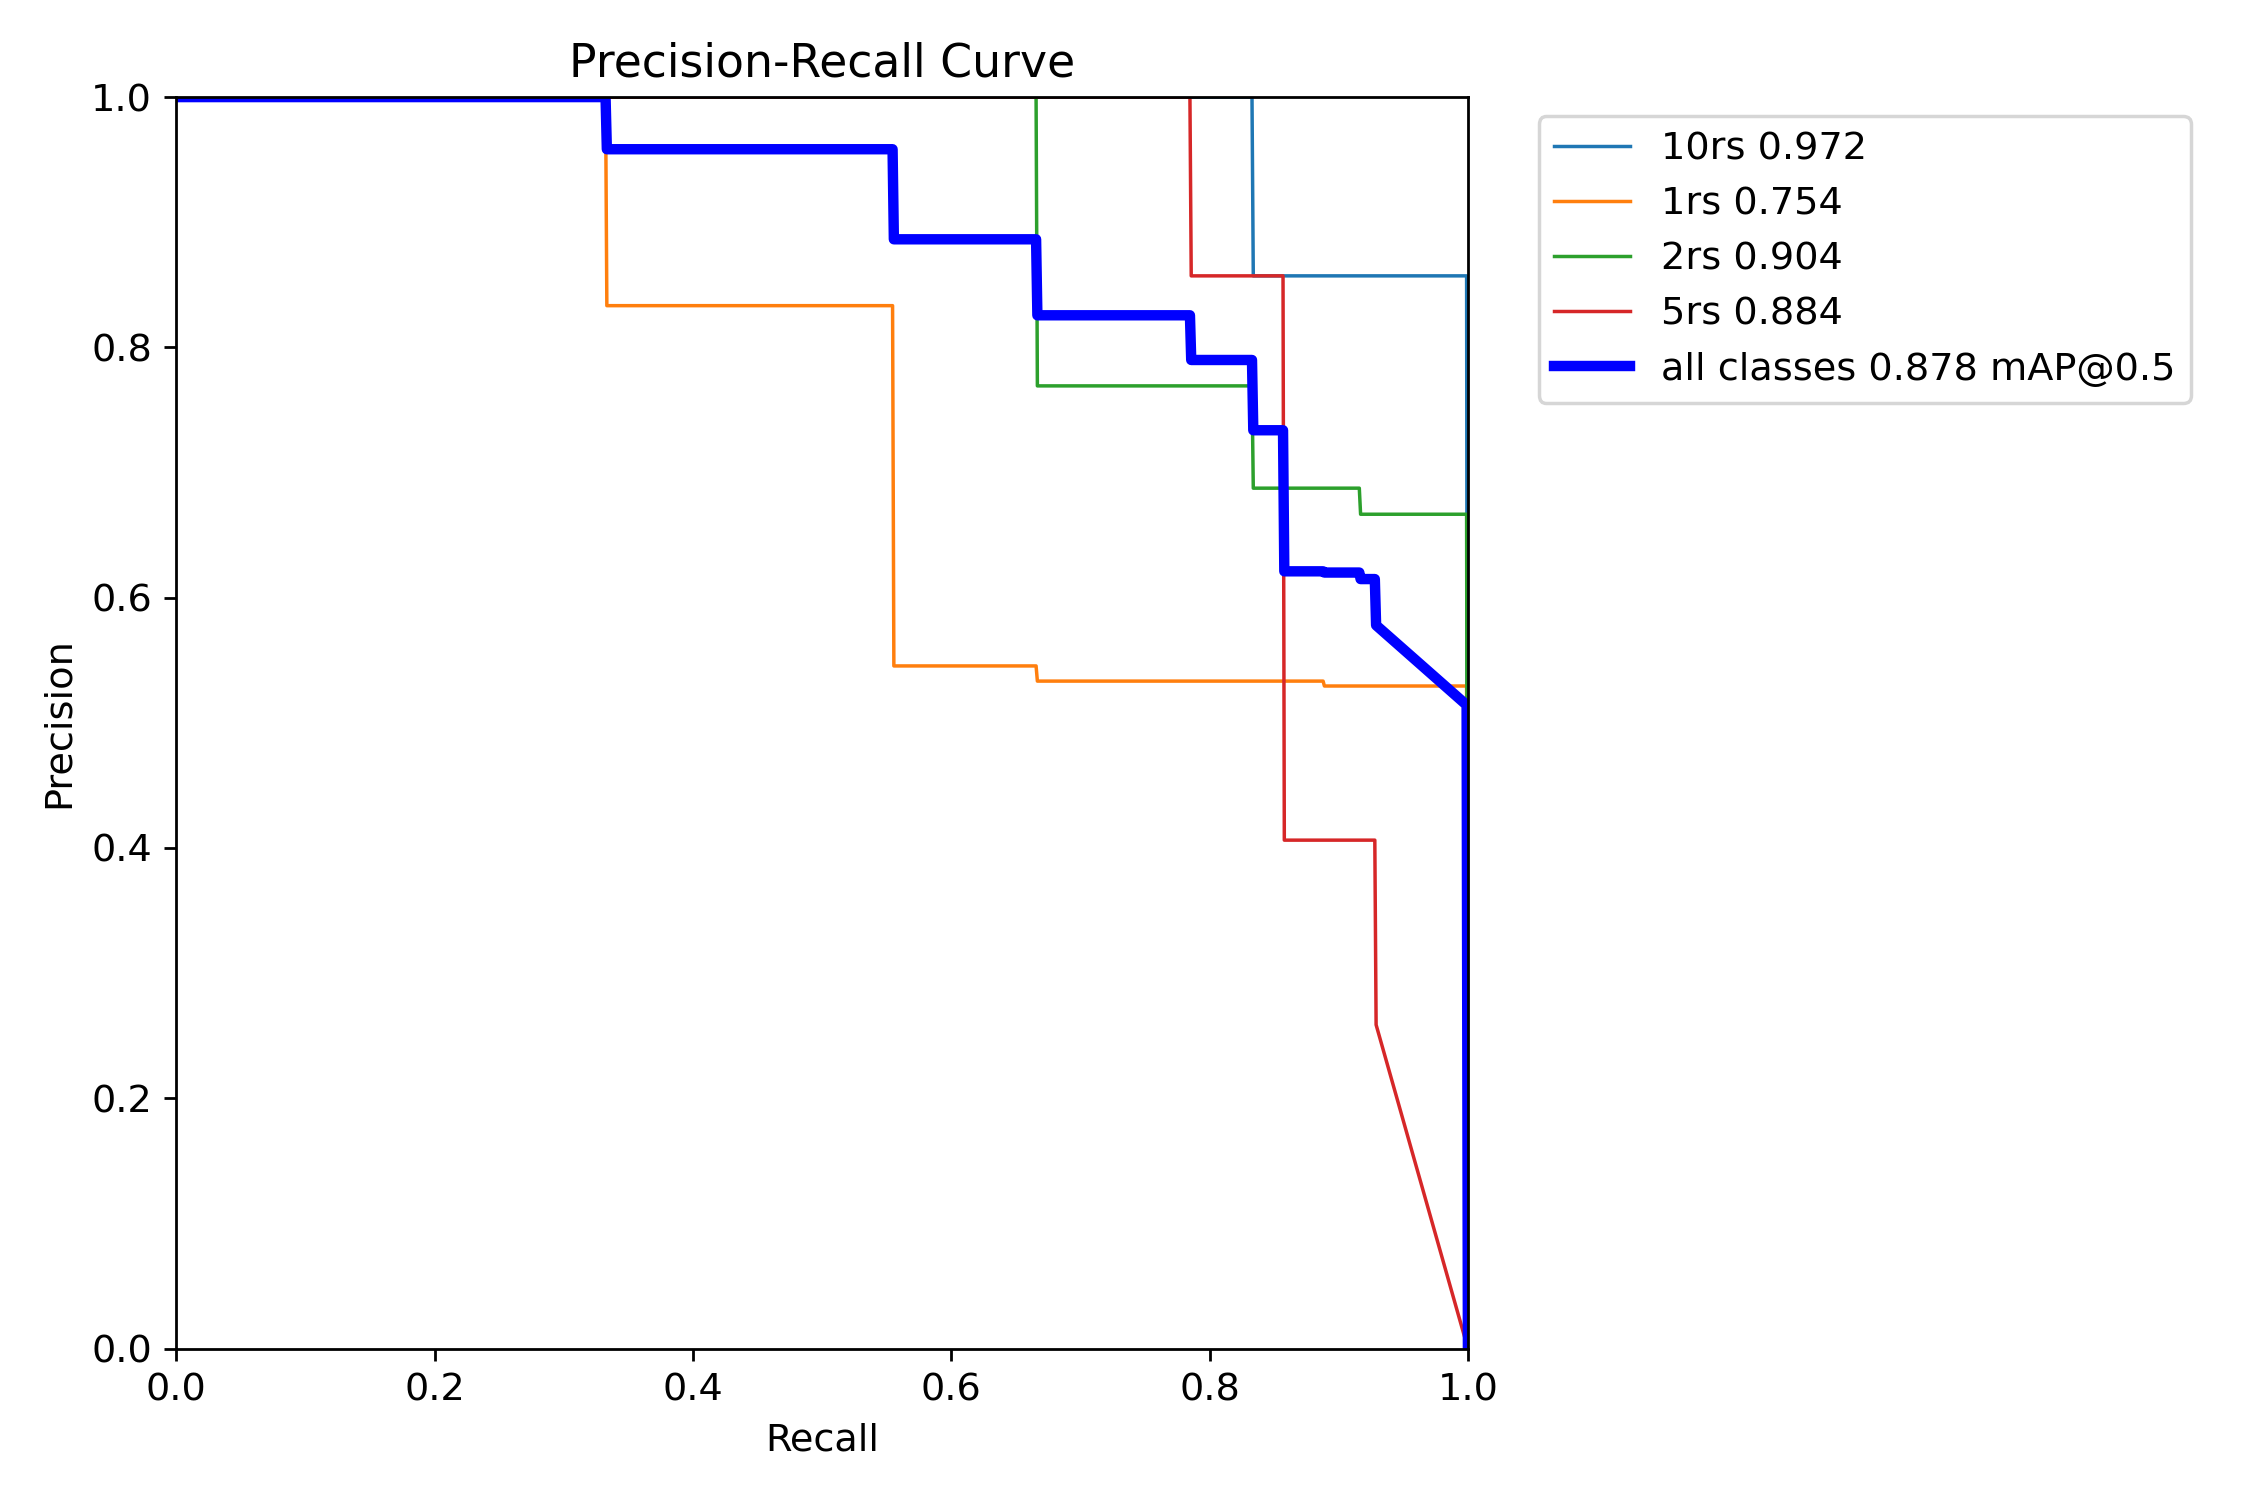 Precision-Recall Curve
1.0
0.8
0.6
0.4
0.2
0.0
Precision
0.0 0.2 0.4 0.6 0.8 1.0
Recall
10rs 0.972
1rs 0.754
2rs 0.904
5rs 0.884
all classes 0.878 mAP@0.5